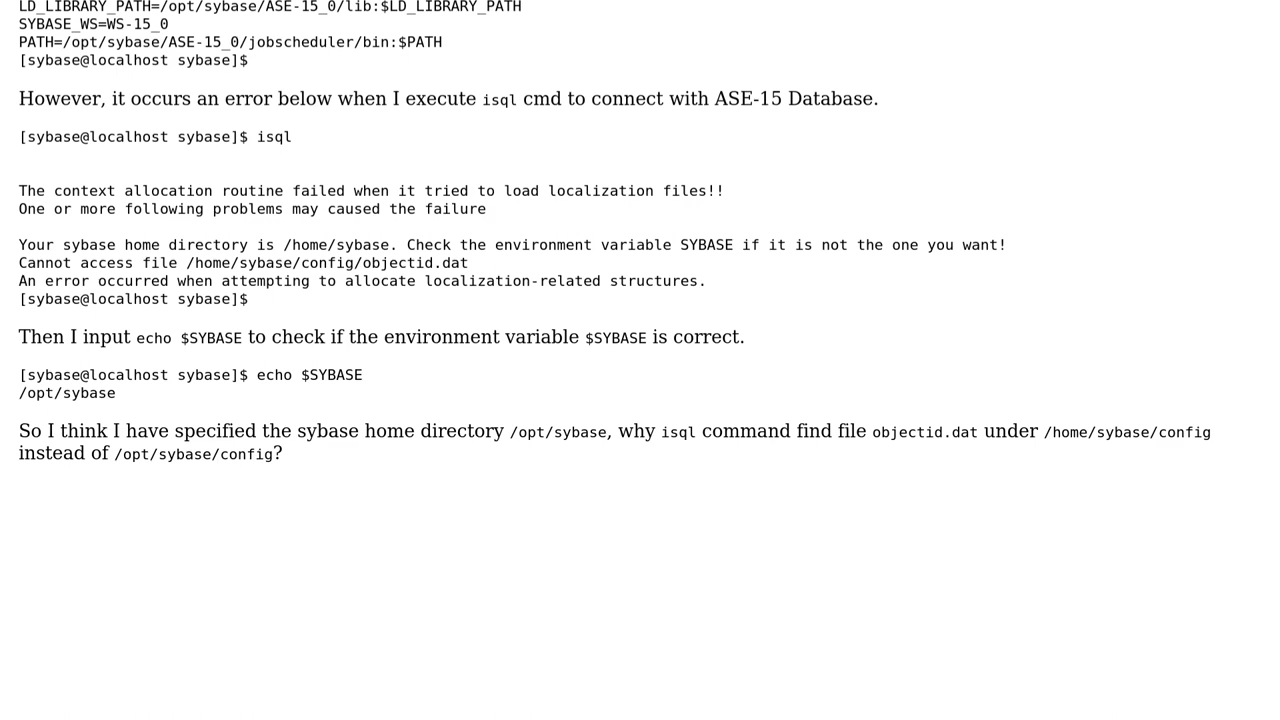 LD_LIBRARY_PATH=/opt/sybase/ASE-15_0/lib:$LD_LIBRARY_PATH
SYBASE_WS=WS-15_0
PATH=/opt/sybase/ASE-15_0/jobscheduler/bin:$PATH
[sybase@localhost sybase]$
However, it occurs an error below when I execute isql cmd to connect with ASE-15 Database.
[sybase@localhost sybase]$ isql
The context allocation routine failed when it tried to load localization files!!
One or more following problems may caused the failure
Your sybase home directory is /home/sybase. Check the environment variable SYBASE if it is not the one you want!
Cannot access file /home/sybase/config/objectid.dat
An error occurred when attempting to allocate localization-related structures.
[sybase@localhost sybase]$
Then I input echo $SYBASE to check if the environment variable $SYBASE is correct.
[sybase@localhost sybase]$ echo $SYBASE
/opt/sybase
So I think I have specified the sybase home directory /opt/sybase, why isql command find file objectid.dat under /home/sybase/config
instead of /opt/sybase/config?